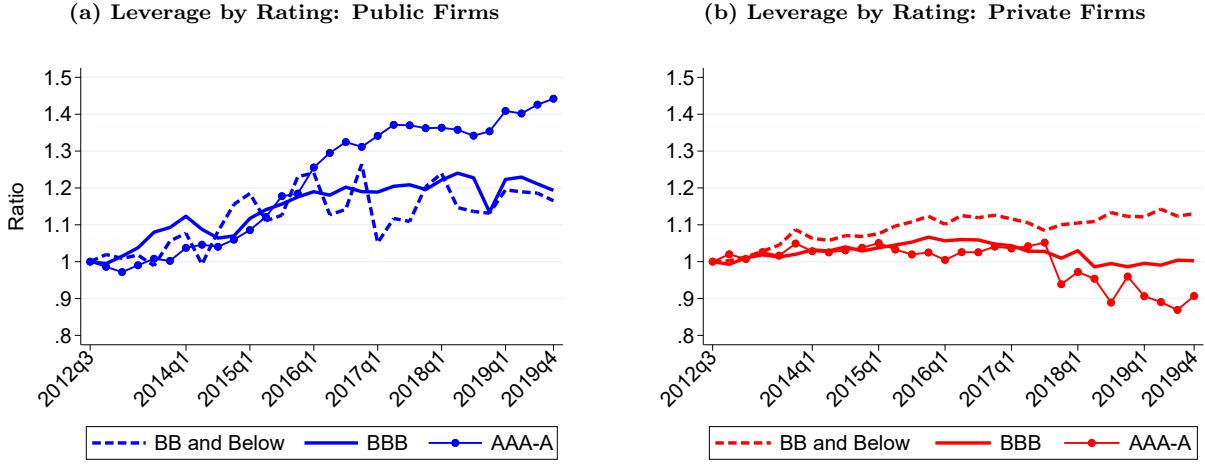 (a) Leverage by Rating: Public Firms
Ratio
1.5
1.4
1.3
1.2
1.1
1
.9
.8
2012q3
2014q1
2015q1
2016q1
2017q1
2018q1
2019q1
2019q4
BB and Below BBB AAA-A
(b) Leverage by Rating: Private Firms
1.5
1.4
1.3
1.2
1.1
1
.9
.8
2012q3
2014q1
2015q1
2016q1
2017q1
2018q1
2019q1
2019q4
BB and Below BBB AAA-A